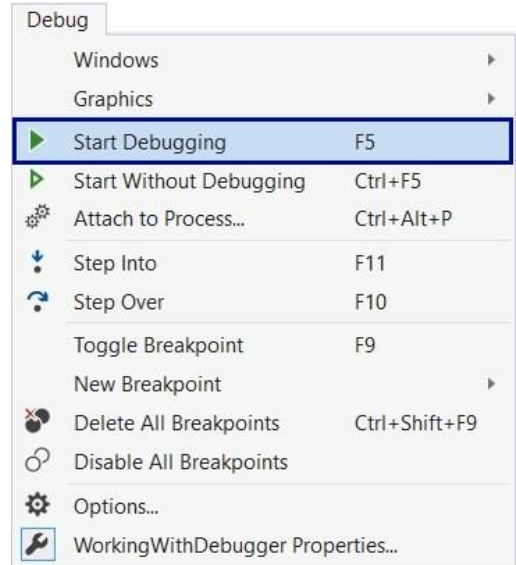 Debug
Windows
Graphics
Start Debugging F5
Start Without Debugging Ctrl+F5
Attach to Process... Ctrl+Alt+P
Step Into F11
Step Over F10
Toggle Breakpoint F9
New Breakpoint
Delete All Breakpoints Ctrl+Shift+F9
Disable All Breakpoints
Options...
WorkingWithDebugger Properties...